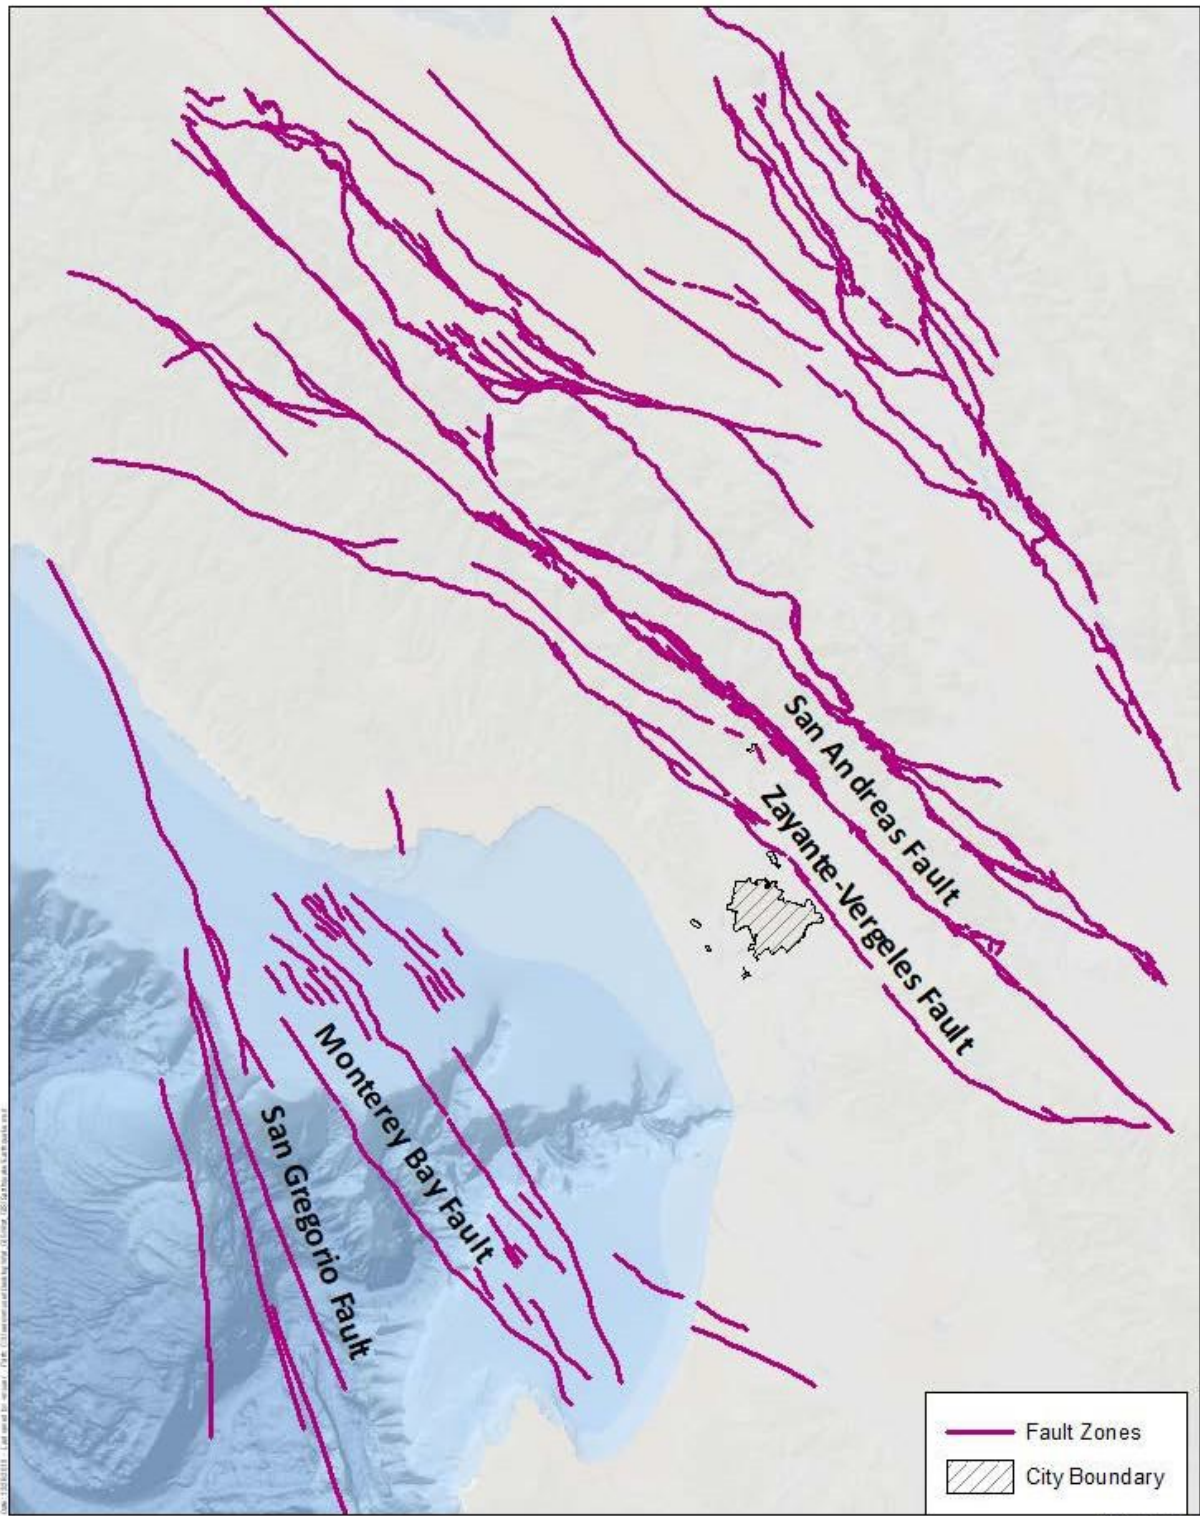 San Andreas Fault
Zayante-Vergeles Fault
Monterey Bay Fault
San Gregorio Fault
Fault Zones
City Boundary